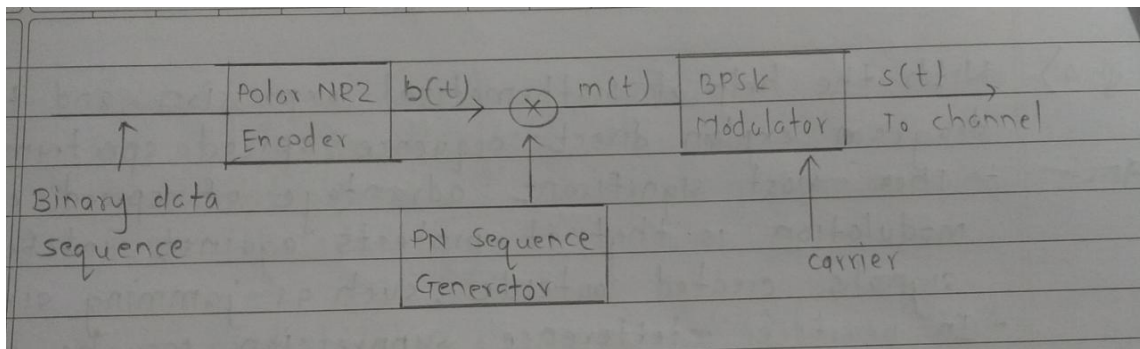 Polar NRZ
Encoder
b(t)
×
m(t)
BPSK
Modulator
s(t)
To channel
Binary data
sequence
PN Sequence
Generator
carrier